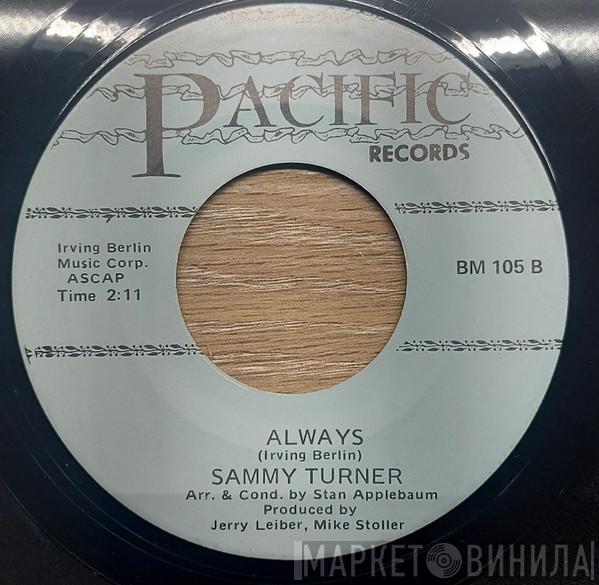 PACIFIC
RECORDS
Irving Berlin
Music Corp.
ASCAP
Time 2:11
BM 105 B
ALWAYS
(Irving Berlin)
SAMMY TURNER
Arr. & Cond. by Stan Applebaum
Produced by
Jerry Leiber, Mike Stoller
МАРКЕТ ВИНИЛА